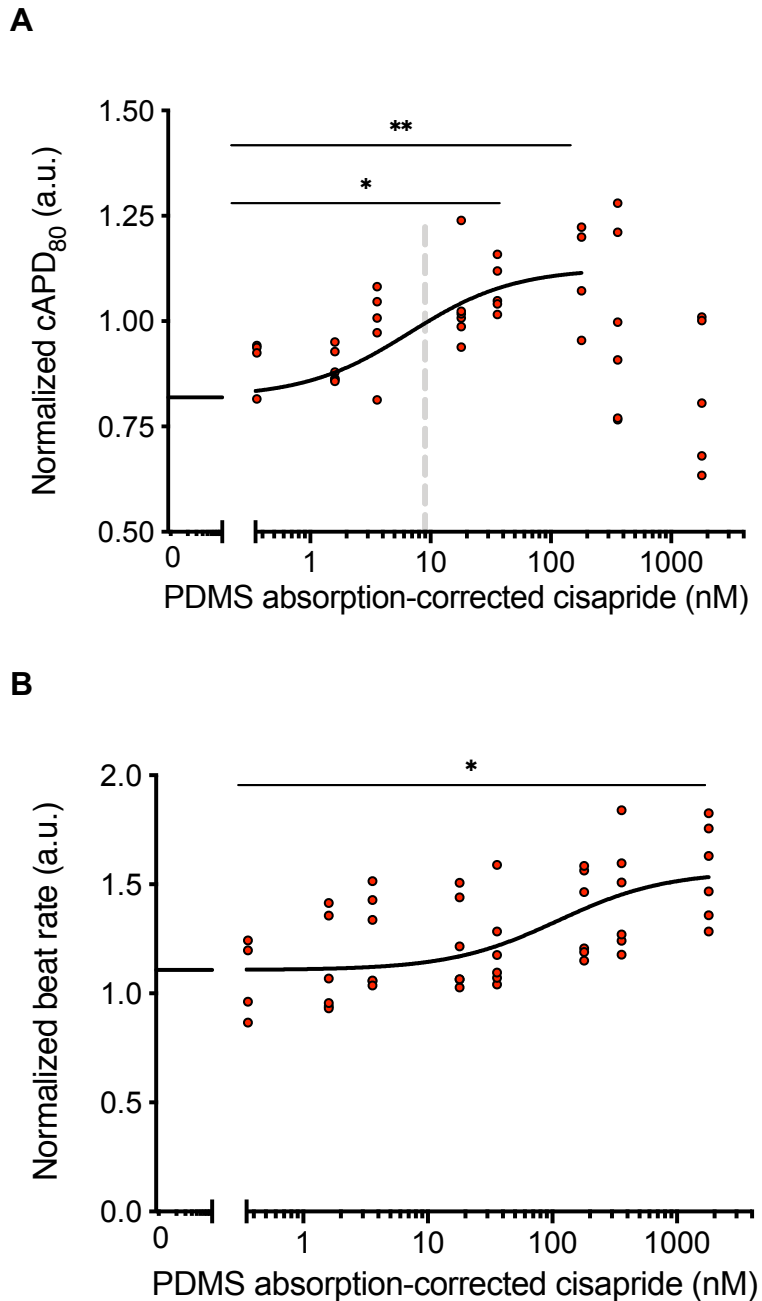 A
1.50
**
*
1.25
1.00
0.75
0.50
Normalized cAPD80 (a.u.)
0 1 10 100 1000
PDMS absorption-corrected cisapride (nM)
B
*
2.0
1.5
1.0
0.5
0.0
Normalized beat rate (a.u.)
0 1 10 100 1000
PDMS absorption-corrected cisapride (nM)